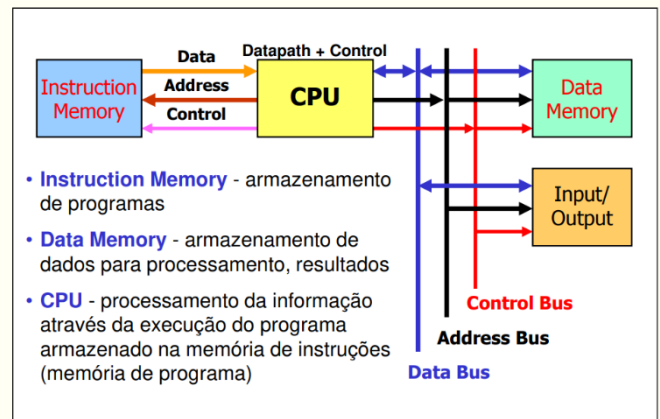 Data
Datapath + Control
Instruction
Memory
Address
CPU
Data
Memory
Control
• Instruction Memory - armazenamento
de programas
Input/
Output
• Data Memory - armazenamento de
dados para processamento, resultados
• CPU - processamento da informação
através da execução do programa
armazenado na memória de instruções
(memória de programa)
Control Bus
Address Bus
Data Bus